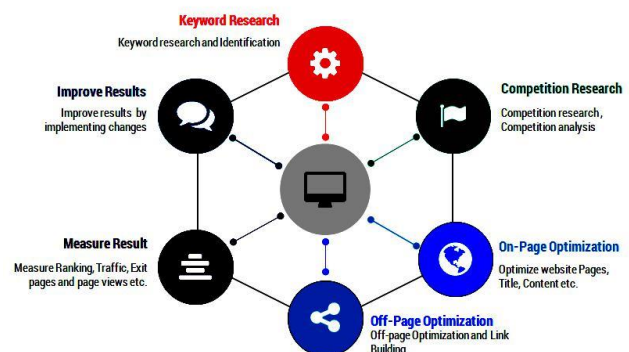 Keyword Research
Keyword research and Identification
Improve Results
Improve results by
implementing changes
Competition Research
Competition research,
Competition analysis
Measure Result
Measure Ranking, Traffic, Exit
pages and page views etc.
On-Page Optimization
Optimize website Pages,
Title, Content etc.
Off-Page Optimization
Off-page Optimization and Link
Building